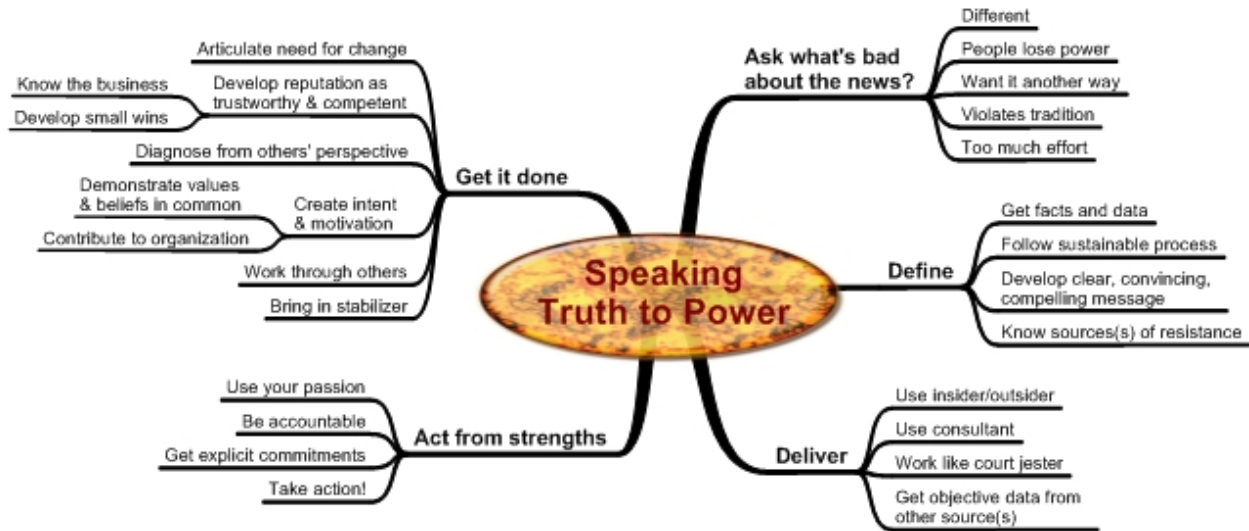 Speaking
Truth to Power
Ask what's bad
about the news?
Different
People lose power
Want it another way
Violates tradition
Too much effort
Define
Get facts and data
Follow sustainable process
Develop clear, convincing,
compelling message
Know sources(s) of resistance
Deliver
Use insider/outsider
Use consultant
Work like court jester
Get objective data from
other source(s)
Act from strengths
Use your passion
Be accountable
Get explicit commitments
Take action!
Get it done
Articulate need for change
Develop reputation as
trustworthy & competent
Know the business
Develop small wins
Diagnose from others' perspective
Create intent
& motivation
Demonstrate values
& beliefs in common
Contribute to organization
Work through others
Bring in stabilizer